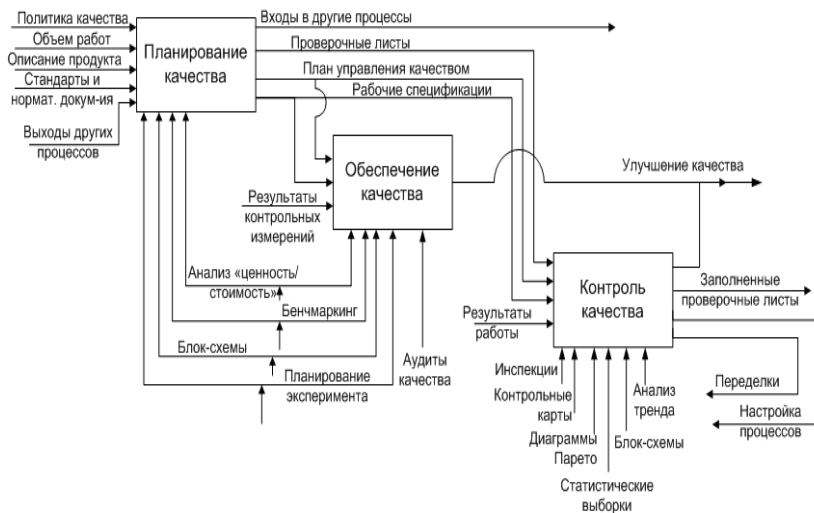 Политика качества
Объем работ
Описание продукта
Стандарты и
нормат. докум-ия
Выходы других
процессов
Планирование
качества
Входы в другие процессы
Проверочные листы
План управления качеством
Рабочие спецификации
Обеспечение
качества
Результаты
контрольных
измерений
Улучшение качества
Анализ «ценность/
стоимость»
Бенчмаркинг
Блок-схемы
Планирование
эксперимента
Аудиты
качества
Контроль
качества
Результаты
работы
Заполненные
проверочные листы
Инспекции
Контрольные
карты
Диаграммы
Парето
Статистические
выборки
Блок-схемы
Анализ
тренда
Переделки
Настройка
процессов